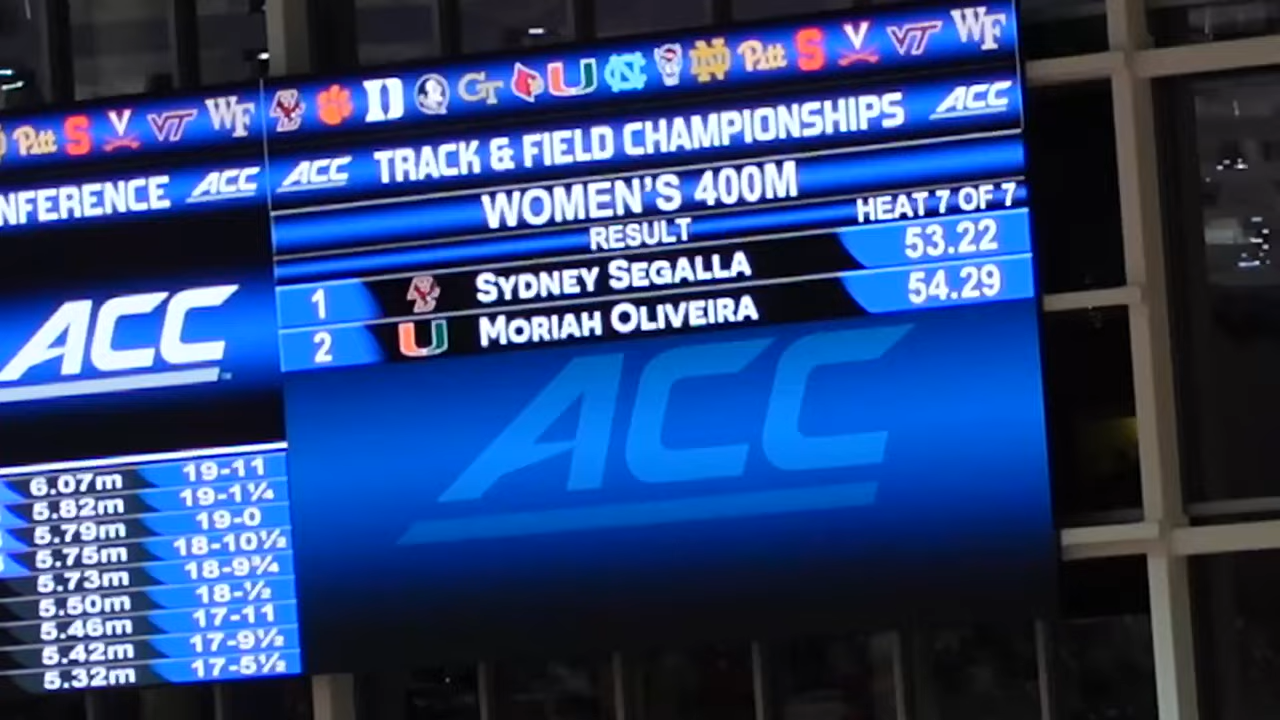 Pitt S V VT WF
D GT U NC ND Pitt S V VT WF
NFERENCE ACC
ACC TRACK & FIELD CHAMPIONSHIPS ACC
WOMEN'S 400M
RESULT HEAT 7 OF 7
1 SYDNEY SEGALLA 53.22
2 U MORIAH OLIVEIRA 54.29
ACC
ACC
6.07m 19-11
5.82m 19-1¼
5.79m 19-0
5.75m 18-10½
5.73m 18-9¾
5.50m 18-½
5.46m 17-11
5.42m 17-9½
5.32m 17-5½